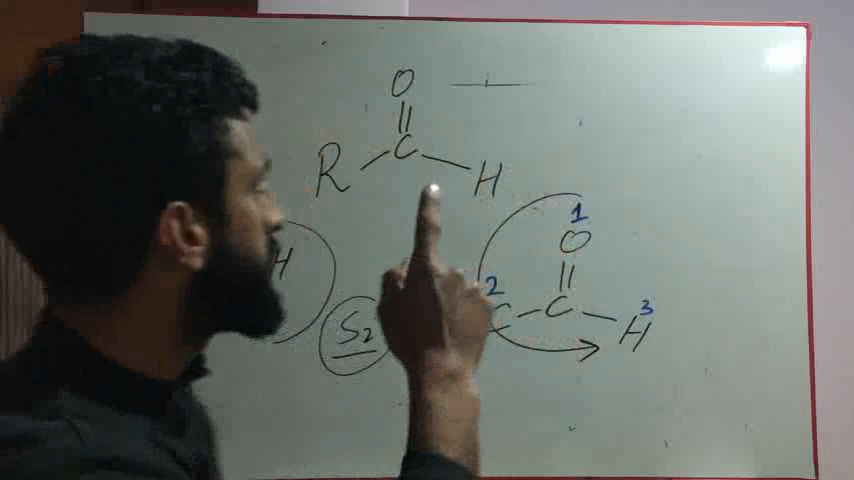 O
||
R - C - H
1
O
||
2 3
C - C - H
H
S2